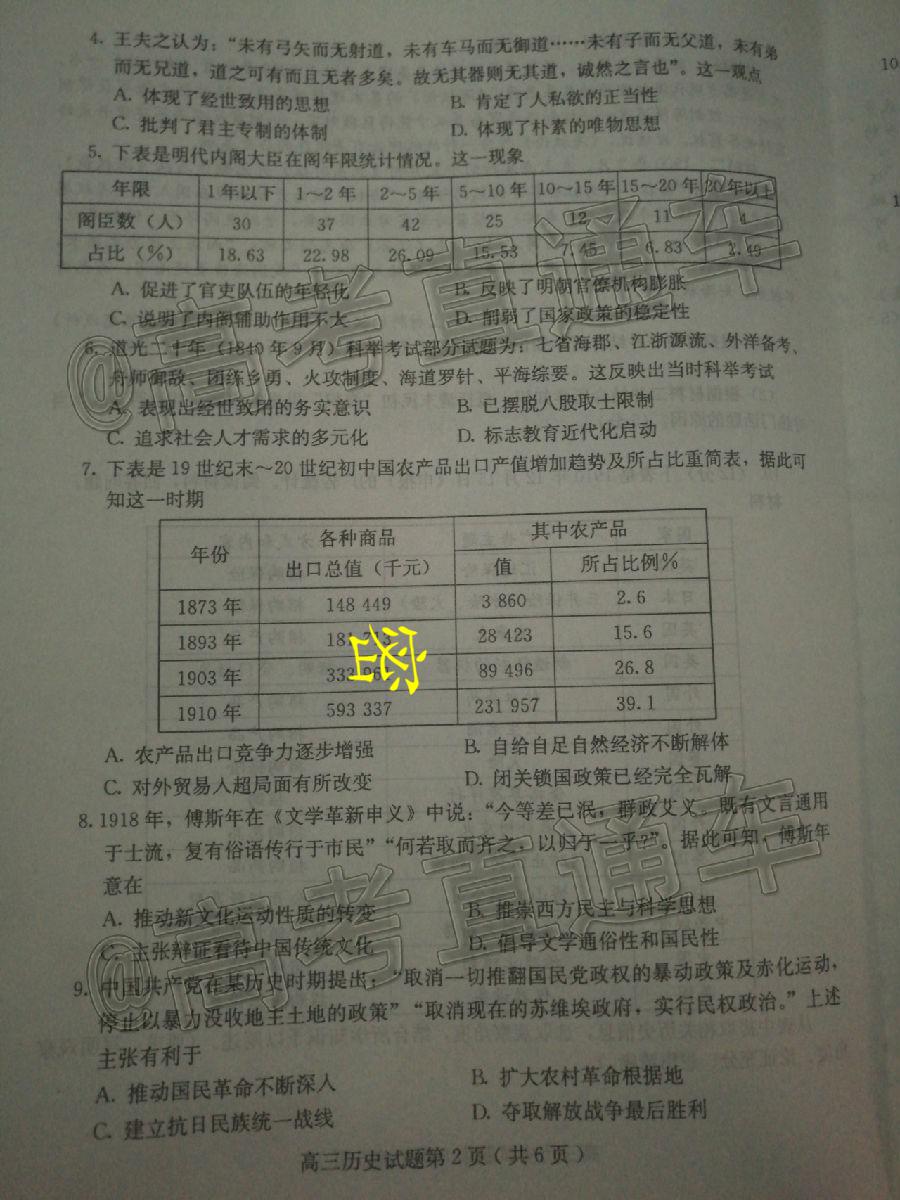 4. 王夫之认为：“未有弓矢而无射道，未有车马而无御道……未有子而无父道，未有弟
而无兄道，道之可有而且无者多矣。故无其器则无其道，诚然之言也”。这一观点
A. 体现了经世致用的思想 B. 肯定了人私欲的正当性
C. 批判了君主专制的体制 D. 体现了朴素的唯物思想
5. 下表是明代内阁大臣在阁年限统计情况。这一现象
年限 1年以下 1～2年 2～5年 5～10年 10～15年 15～20年 20年以上
阁臣数（人） 30 37 42 25 12 11 4
占比（%） 18.63 22.98 26.09 15.53 7.45 6.83 2.49
A. 促进了官吏队伍的年轻化 B. 反映了明朝官僚机构膨胀
C. 说明了内阁辅助作用不大 D. 削弱了国家政策的稳定性
6. 道光二十年（1840年9月）科举考试部分试题为：七省海郡、江浙源流、外洋备考、
舟师御敌、团练乡勇、火攻制度、海道罗针、平海综要。这反映出当时科举考试
A. 表现出经世致用的务实意识 B. 已摆脱八股取士限制
C. 追求社会人才需求的多元化 D. 标志教育近代化启动
7. 下表是19世纪末～20世纪初中国农产品出口产值增加趋势及所占比重简表，据此可
知这一时期
年份 各种商品 出口总值（千元） 其中农产品
值 所占比例%
1873年 148 449 3 860 2.6
1893年 28 423 15.6
1903年 89 496 26.8
1910年 593 337 231 957 39.1
A. 农产品出口竞争力逐步增强 B. 自给自足自然经济不断解体
C. 对外贸易人超局面有所改变 D. 闭关锁国政策已经完全瓦解
8. 1918年，傅斯年在《文学革新申义》中说：“今等差已泯，群政艾义。既有文言通用
于士流，复有俗语传行于市民”“何若取而齐之，以归于一乎?”。据此可知，傅斯年
意在
A. 推动新文化运动性质的转变 B. 推崇西方民主与科学思想
C. 主张辩证看待中国传统文化 D. 倡导文学通俗性和国民性
9. 中国共产党在某历史时期提出：“取消一切推翻国民党政权的暴动政策及赤化运动，
停止以暴力没收地主土地的政策”“取消现在的苏维埃政府，实行民权政治。”上述
主张有利于
A. 推动国民革命不断深入 B. 扩大农村革命根据地
C. 建立抗日民族统一战线 D. 夺取解放战争最后胜利
高三历史试题第2页（共6页）
10
1
@高考直通车
@高考直通车